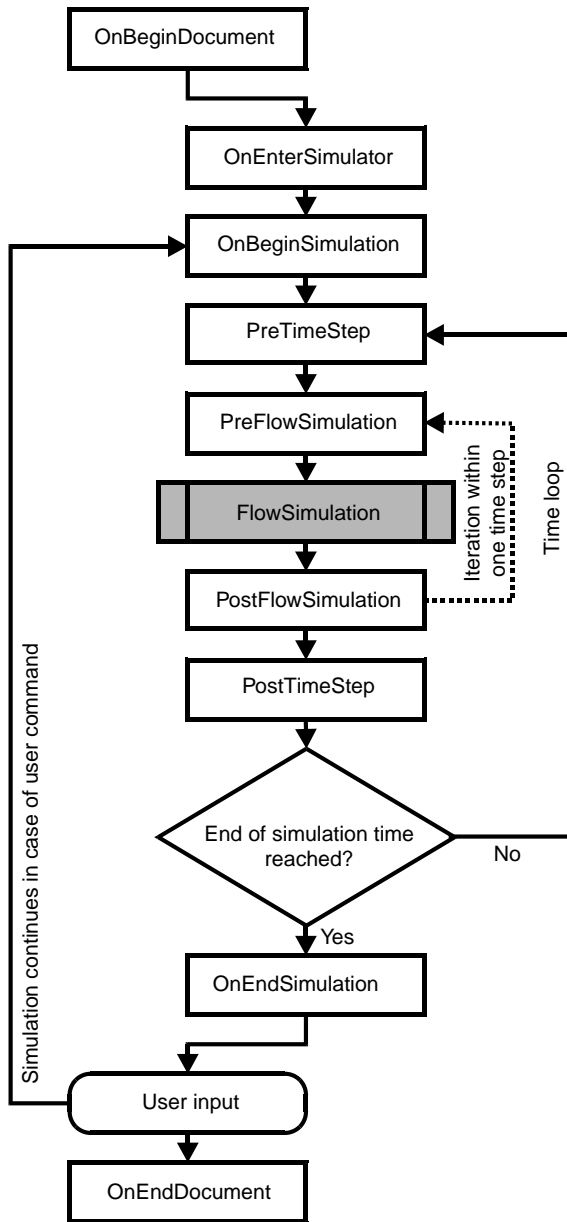 OnBeginDocument
OnEnterSimulator
OnBeginSimulation
PreTimeStep
PreFlowSimulation
FlowSimulation
PostFlowSimulation
Iteration within
one time step
Time loop
PostTimeStep
End of simulation time
reached?
No
Yes
OnEndSimulation
Simulation continues in case of user command
User input
OnEndDocument